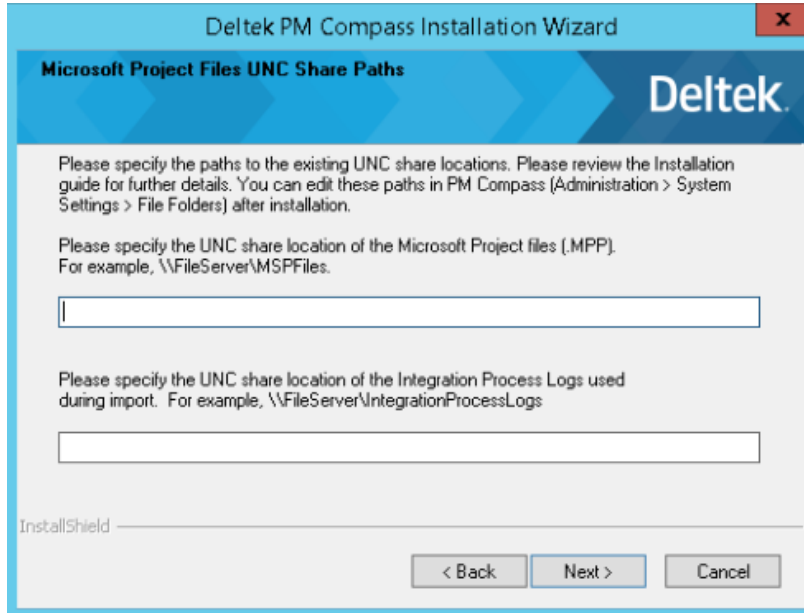 Deltek PM Compass Installation Wizard
x
Microsoft Project Files UNC Share Paths
Deltek.
Please specify the paths to the existing UNC share locations. Please review the Installation
guide for further details. You can edit these paths in PM Compass (Administration > System
Settings > File Folders) after installation.
Please specify the UNC share location of the Microsoft Project files (.MPP).
For example, \\FileServer\MSPFiles.
Please specify the UNC share location of the Integration Process Logs used
during import.  For example, \\FileServer\IntegrationProcessLogs
InstallShield
< Back
Next >
Cancel